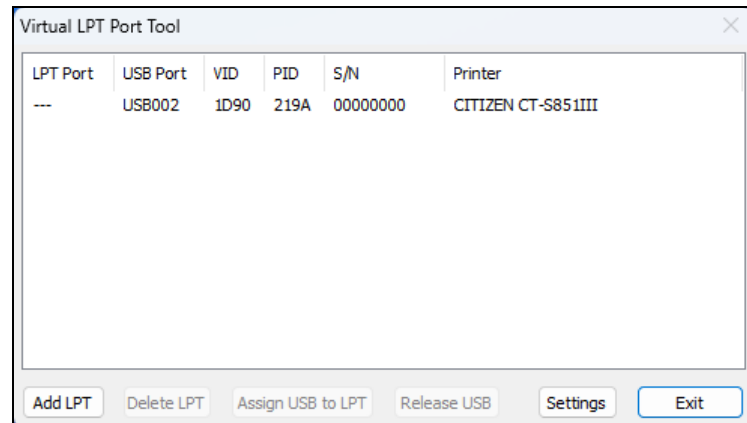 Virtual LPT Port Tool
LPT Port USB Port VID PID S/N Printer
--- USB002 1D90 219A 00000000 CITIZEN CT-S851III
Add LPT Delete LPT Assign USB to LPT Release USB Settings Exit